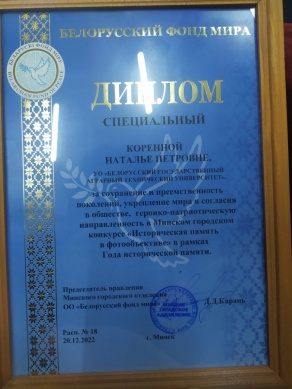 БЕЛОРУССКИЙ ФОНД МИРА
ДИПЛОМ
СПЕЦИАЛЬНЫЙ
КОРЕННОЙ
НАТАЛЬЕ ПЕТРОВНЕ,
УО «БЕЛОРУССКИЙ ГОСУДАРСТВЕННЫЙ
АГРАРНЫЙ ТЕХНИЧЕСКИЙ УНИВЕРСИТЕТ»,
за сохранение и преемственность
поколений, укрепление мира и согласия
в обществе, героико-патриотическую
направленность в Минском городском
конкурсе «Историческая память
в фотообъективе» в рамках
Года исторической памяти.
Председатель правления
Минского городского отделения
ОО «Белорусский фонд мира»
Д.Д.Карась
Расп. № 18
20.12.2022
г. Минск